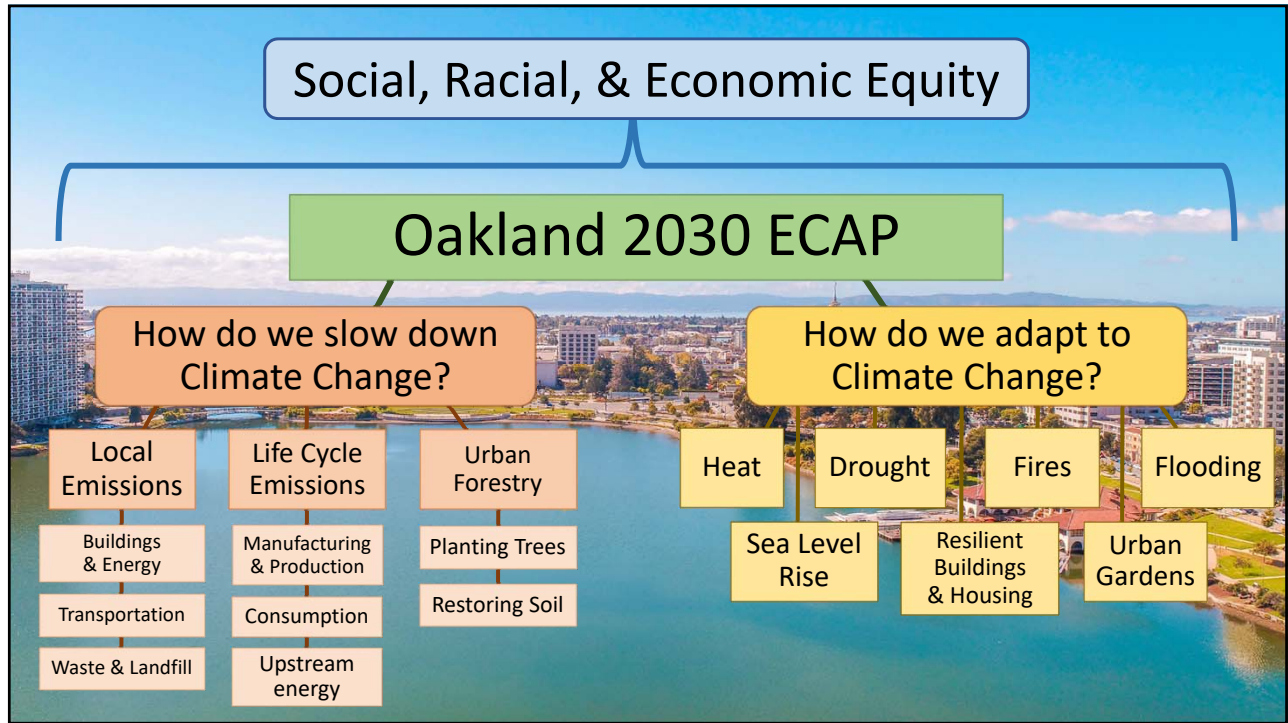 Social, Racial, & Economic Equity
Oakland 2030 ECAP
How do we slow down
Climate Change?
Local
Emissions
Buildings
& Energy
Transportation
Waste & Landfill
Life Cycle
Emissions
Manufacturing
& Production
Consumption
Upstream
energy
Urban
Forestry
Planting Trees
Restoring Soil
How do we adapt to
Climate Change?
Heat
Drought
Fires
Flooding
Sea Level
Rise
Resilient
Buildings
& Housing
Urban
Gardens